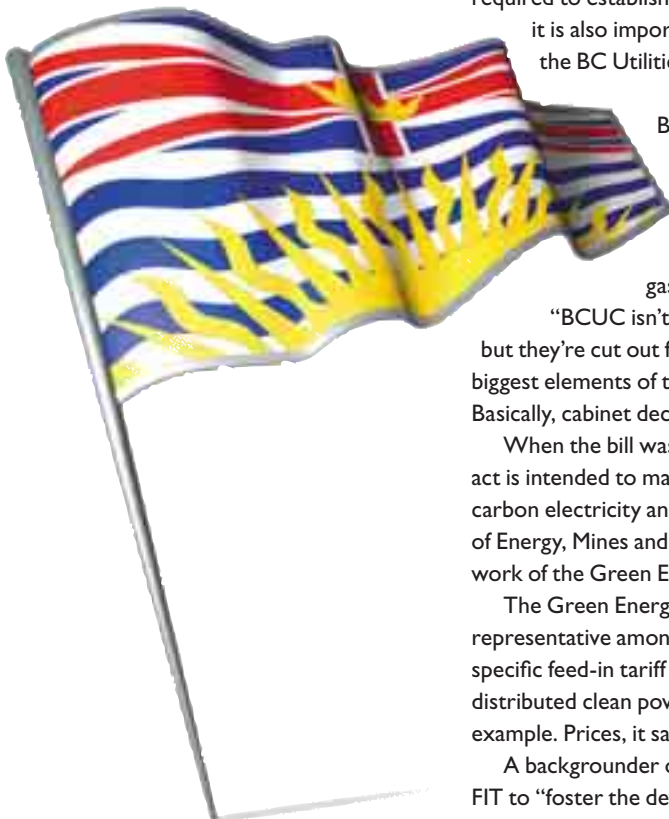 required to establish
it is also impor
the BC Utilitie
B
gas
“BCUC isn’t
but they’re cut out f
biggest elements of t
Basically, cabinet dec
When the bill was
act is intended to ma
carbon electricity an
of Energy, Mines and
work of the Green E
The Green Energ
representative amon
specific feed-in tariff
distributed clean pow
example. Prices, it sa
A backgrounder o
FIT to “foster the de